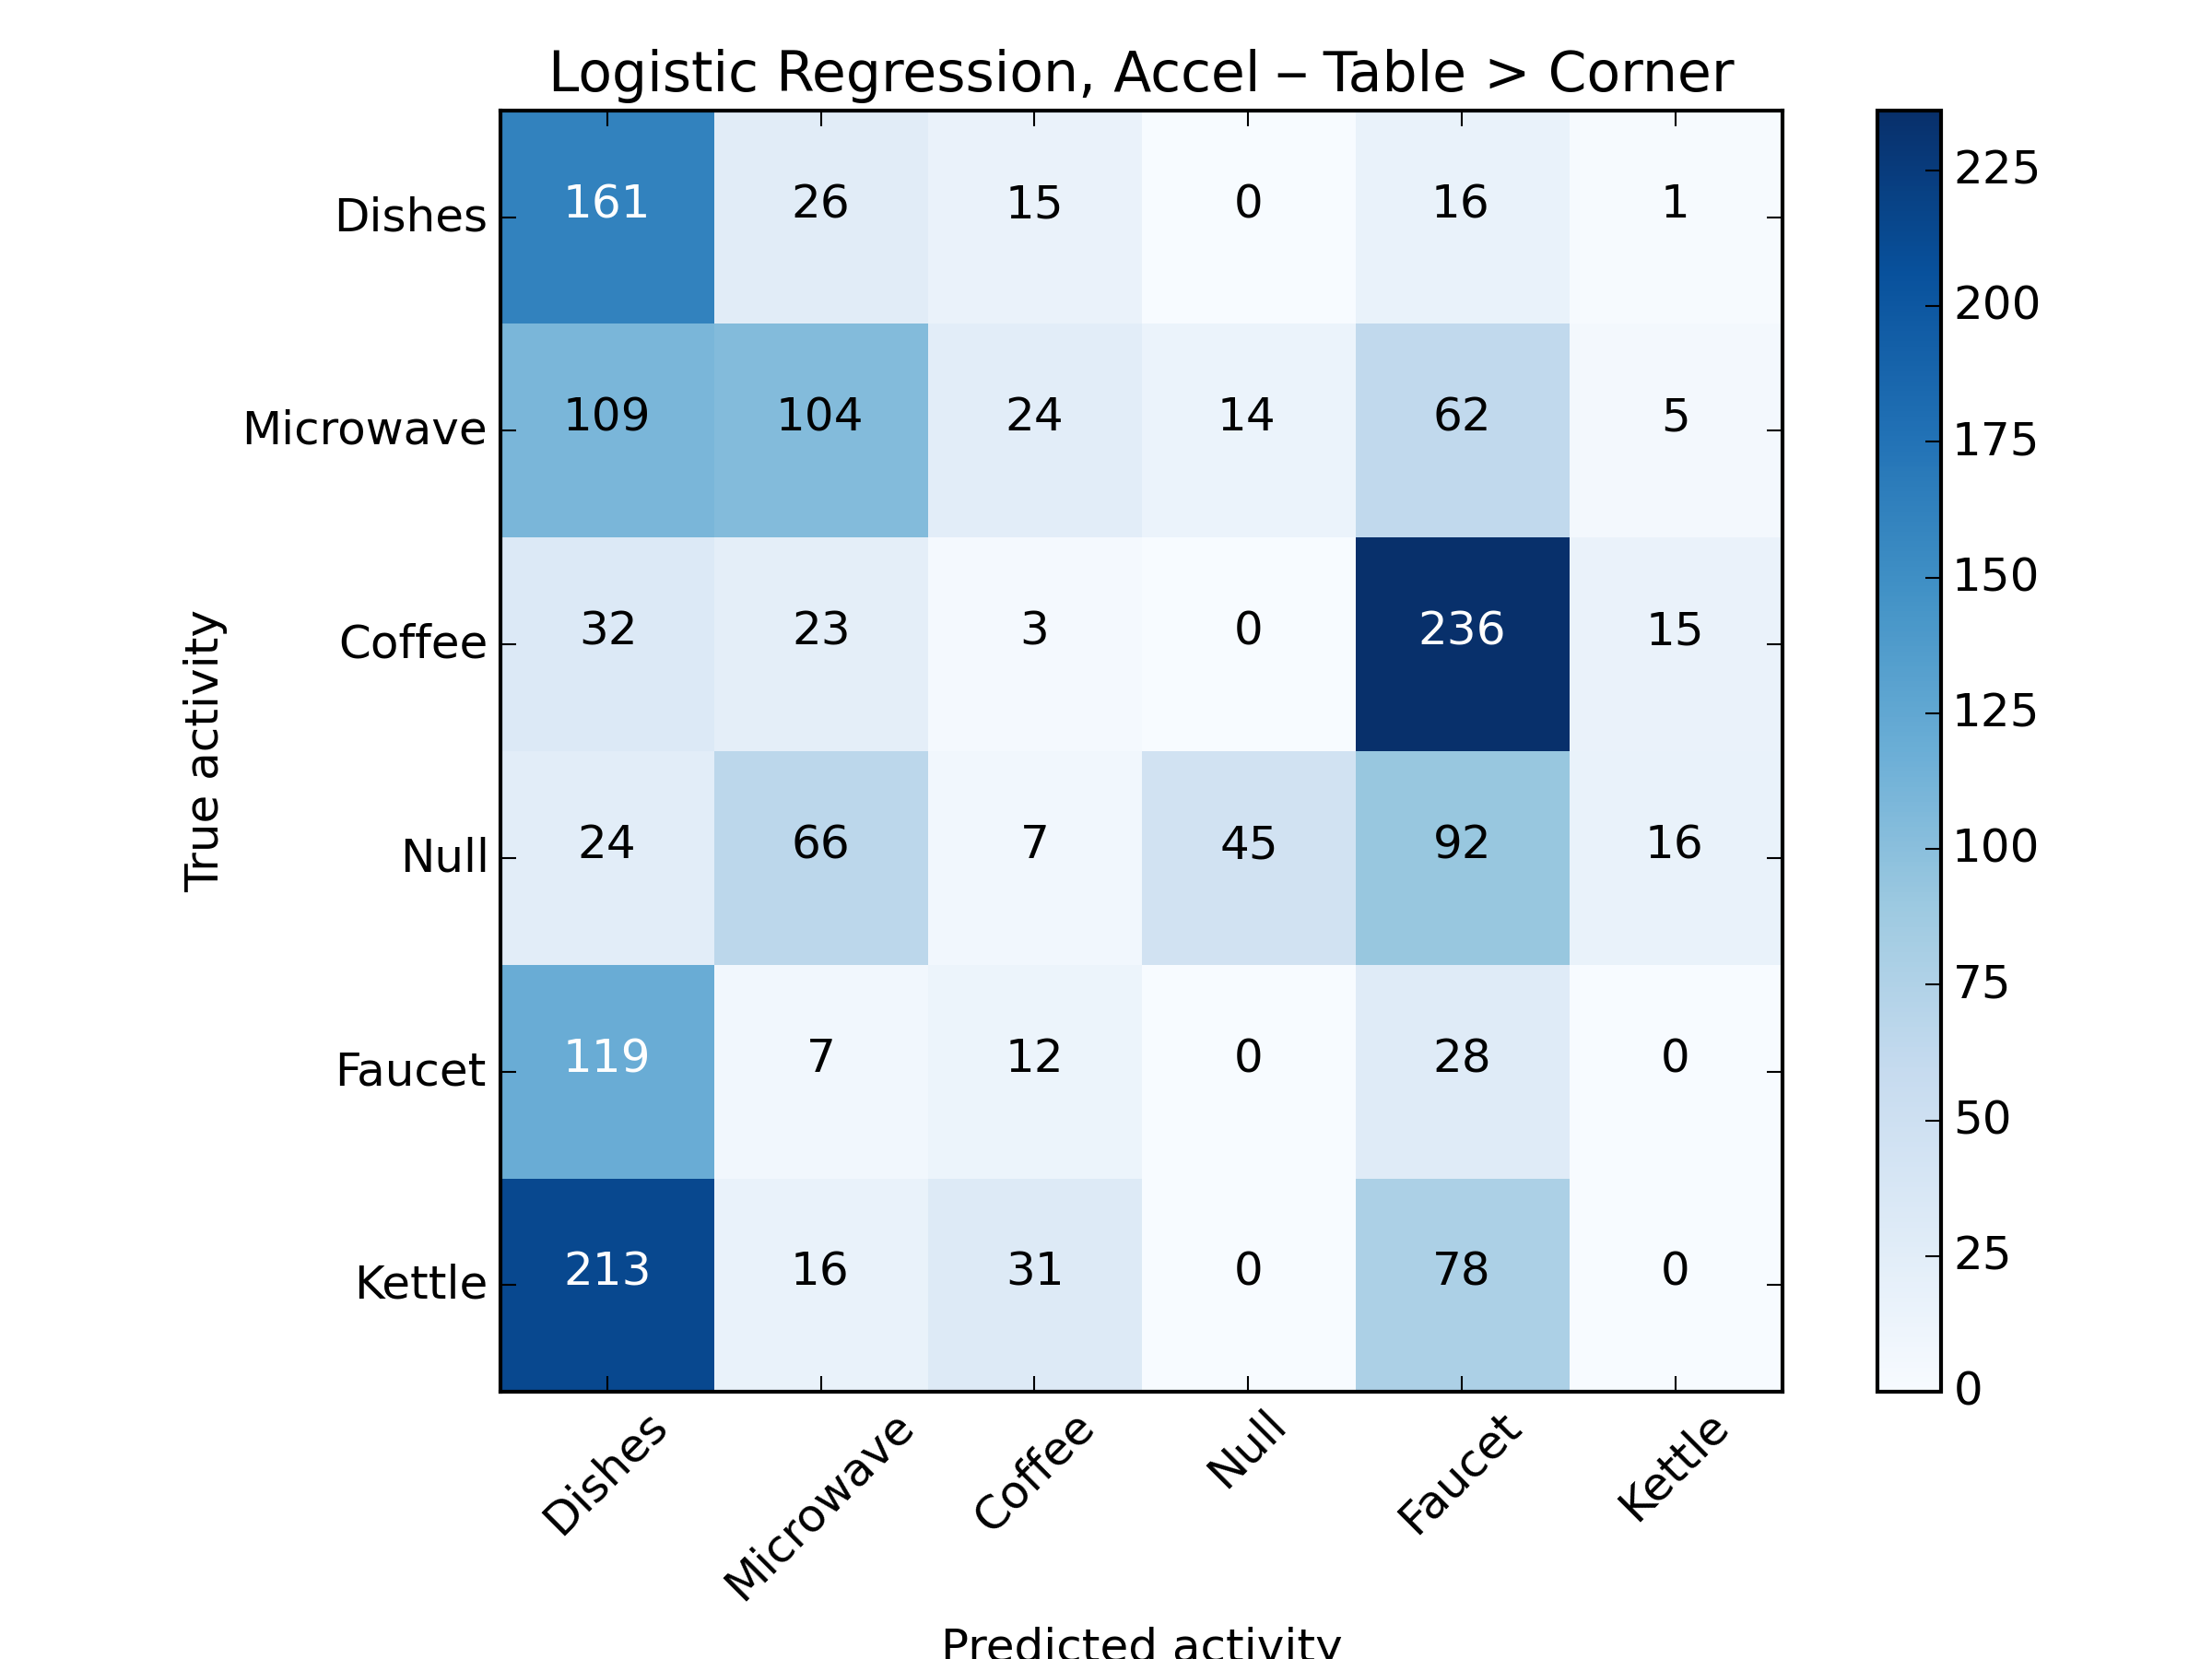 Logistic Regression, Accel – Table > Corner
Dishes 161 26 15 0 16 1
Microwave 109 104 24 14 62 5
Coffee 32 23 3 0 236 15
Null 24 66 7 45 92 16
Faucet 119 7 12 0 28 0
Kettle 213 16 31 0 78 0
True activity
Dishes Microwave Coffee Null Faucet Kettle
Predicted activity
225
200
175
150
125
100
75
50
25
0